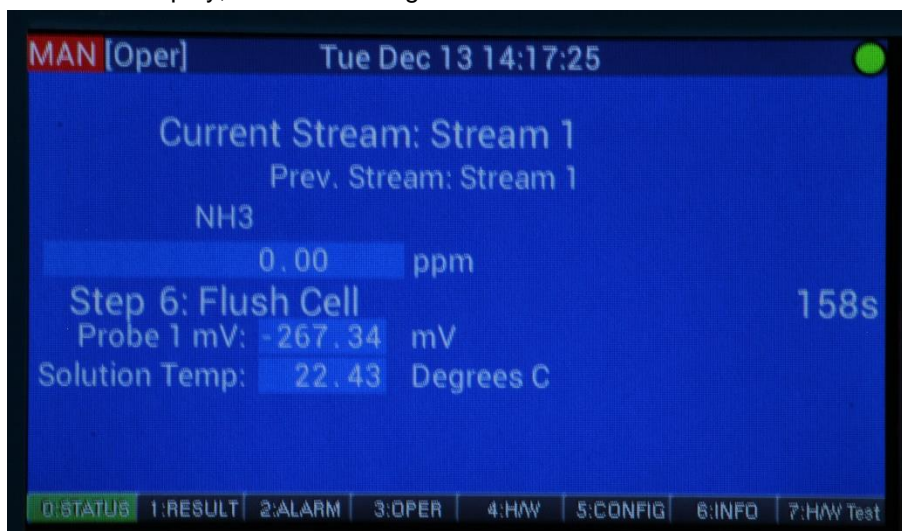 MAN [Oper] Tue Dec 13 14:17:25
Current Stream: Stream 1
Prev. Stream: Stream 1
NH3
0.00 ppm
Step 6: Flush Cell 158s
Probe 1 mV: -267.34 mV
Solution Temp: 22.43 Degrees C
0:STATUS 1:RESULT 2:ALARM 3:OPER 4:H/W 5:CONFIG 6:INFO 7:H/W Test